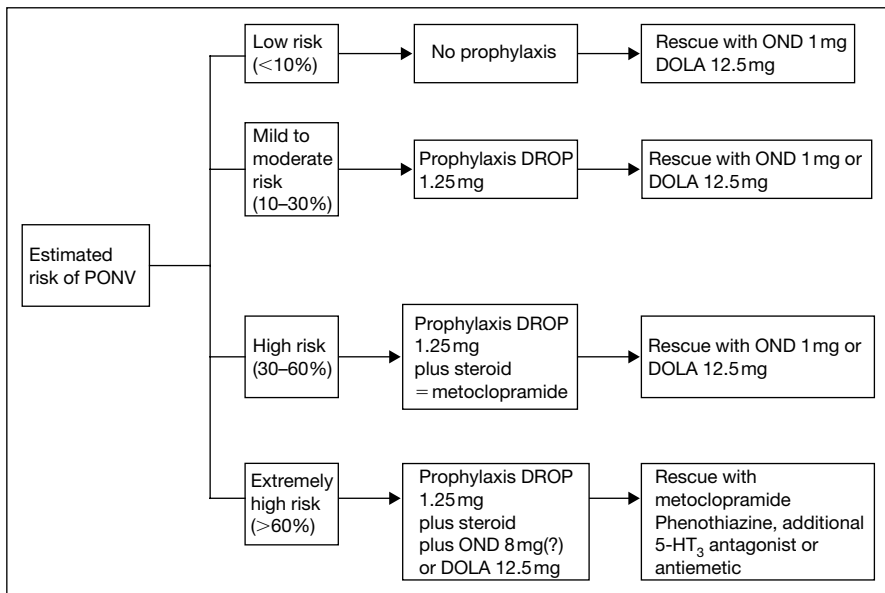 Estimated
risk of PONV
Low risk
(<10%)
No prophylaxis
Rescue with OND 1 mg
DOLA 12.5 mg
Mild to
moderate
risk
(10–30%)
Prophylaxis DROP
1.25 mg
Rescue with OND 1 mg or
DOLA 12.5 mg
High risk
(30–60%)
Prophylaxis DROP
1.25 mg
plus steroid
= metoclopramide
Rescue with OND 1 mg or
DOLA 12.5 mg
Extremely
high risk
(>60%)
Prophylaxis DROP
1.25 mg
plus steroid
plus OND 8 mg(?)
or DOLA 12.5 mg
Rescue with
metoclopramide
Phenothiazine, additional
5-HT₃ antagonist or
antiemetic